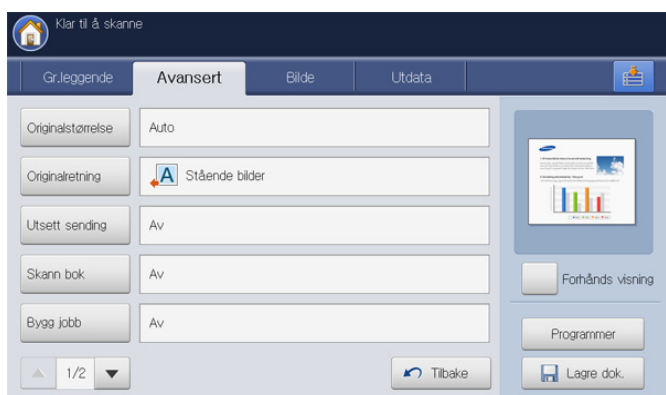 Klar til å skanne
Gr.leggende
Avansert
Bilde
Utdata
Originalstørrelse
Auto
Originalretning
A
Stående bilder
Utsett sending
Av
Skann bok
Av
Bygg jobb
Av
1/2
Tilbake
Forhånds visning
Programmer
Lagre dok.